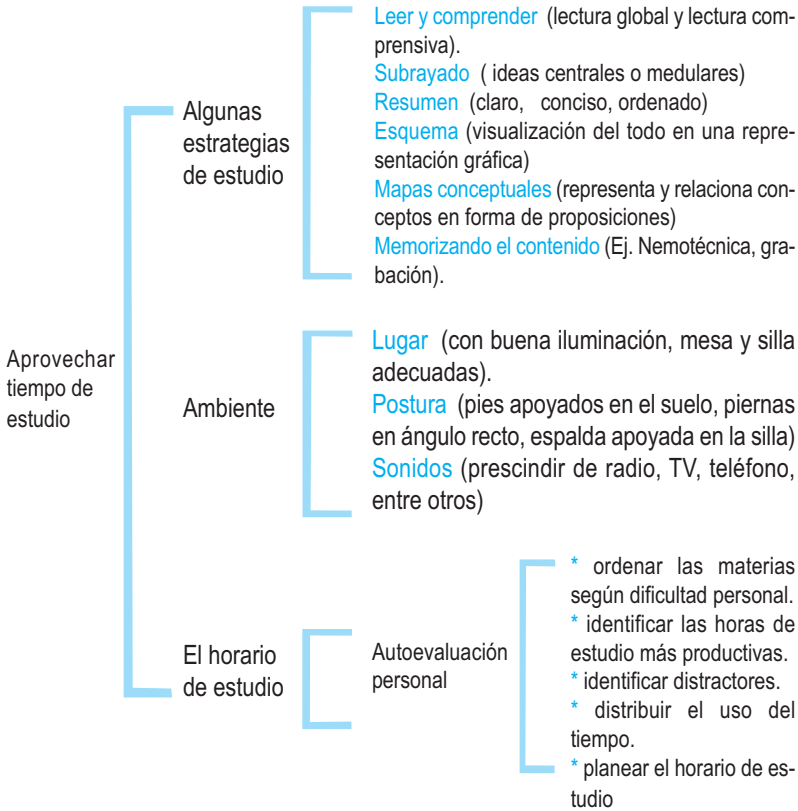 Leer y comprender (lectura global y lectura com-
prensiva).
Subrayado ( ideas centrales o medulares)
Resumen (claro, conciso, ordenado)
Esquema (visualización del todo en una repre-
sentación gráfica)
Mapas conceptuales (representa y relaciona con-
ceptos en forma de proposiciones)
Memorizando el contenido (Ej. Nemotécnica, gra-
bación).
Algunas
estrategias
de estudio
Aprovechar
tiempo de
estudio
Ambiente
Lugar (con buena iluminación, mesa y silla
adecuadas).
Postura (pies apoyados en el suelo, piernas
en ángulo recto, espalda apoyada en la silla)
Sonidos (prescindir de radio, TV, teléfono,
entre otros)
El horario
de estudio
Autoevaluación
personal
* ordenar las materias
según dificultad personal.
* identificar las horas de
estudio más productivas.
* identificar distractores.
* distribuir el uso del
tiempo.
* planear el horario de es-
tudio